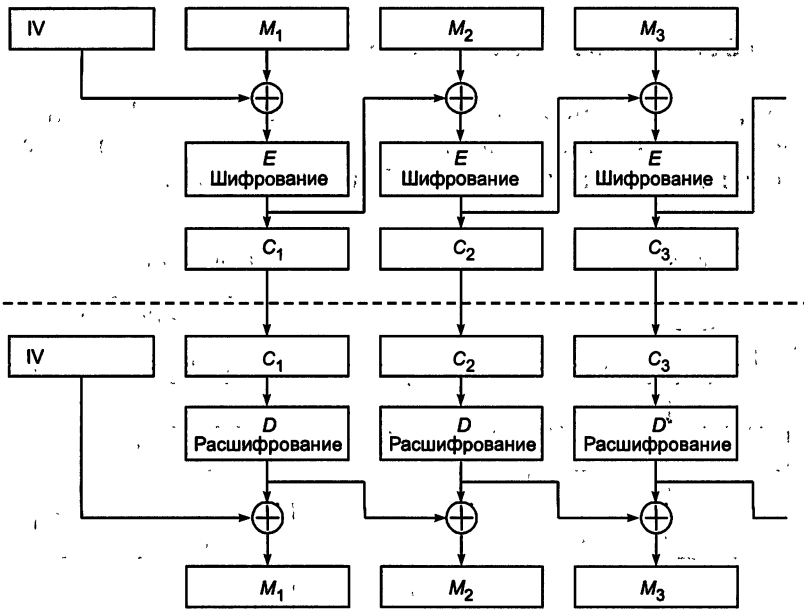 IV M₁ M₂ M₃
E E E
Шифрование Шифрование Шифрование
C₁ C₂ C₃
IV C₁ C₂ C₃
D D D
Расшифрование Расшифрование Расшифрование
M₁ M₂ M₃